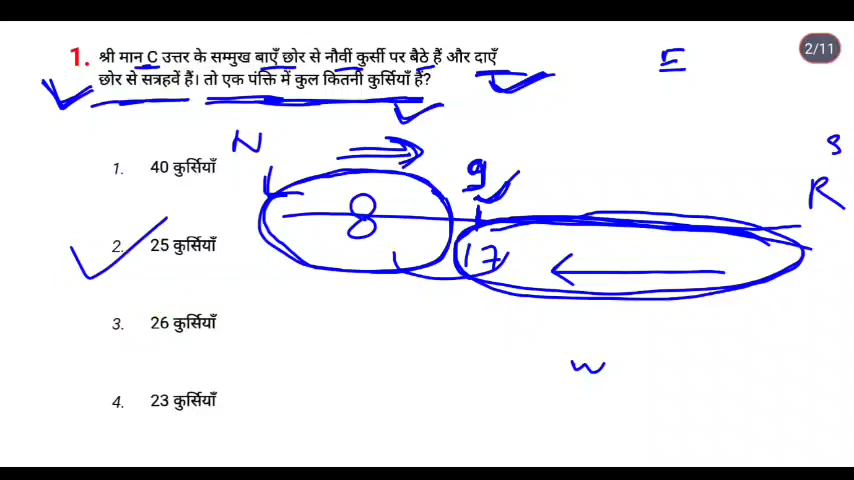 1. श्री मान C उत्तर के सम्मुख बाएँ छोर से नौवीं कुर्सी पर बैठे हैं और दाएँ
छोर से सत्रहवें हैं। तो एक पंक्ति में कुल कितनी कुर्सियाँ हैं?
2/11
E
N
S
9
R
1. 40 कुर्सियाँ
8
2. 25 कुर्सियाँ
17
3. 26 कुर्सियाँ
W
4. 23 कुर्सियाँ